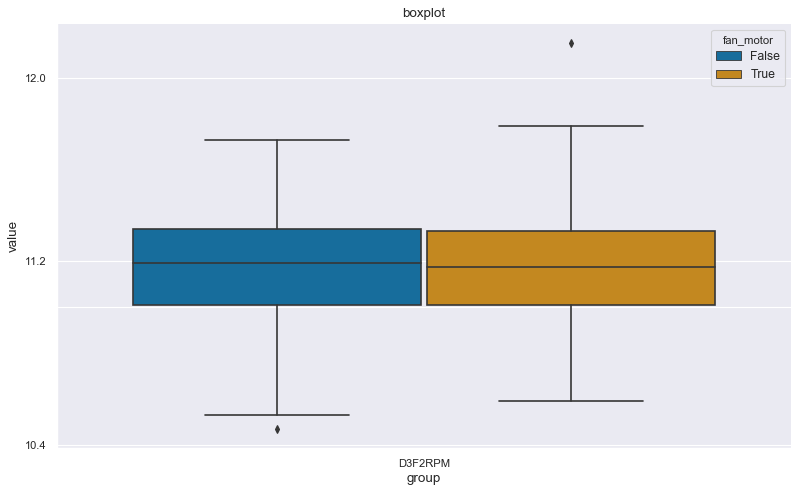 boxplot
fan_motor
False
True
12.0
11.2
10.4
value
D3F2RPM
group